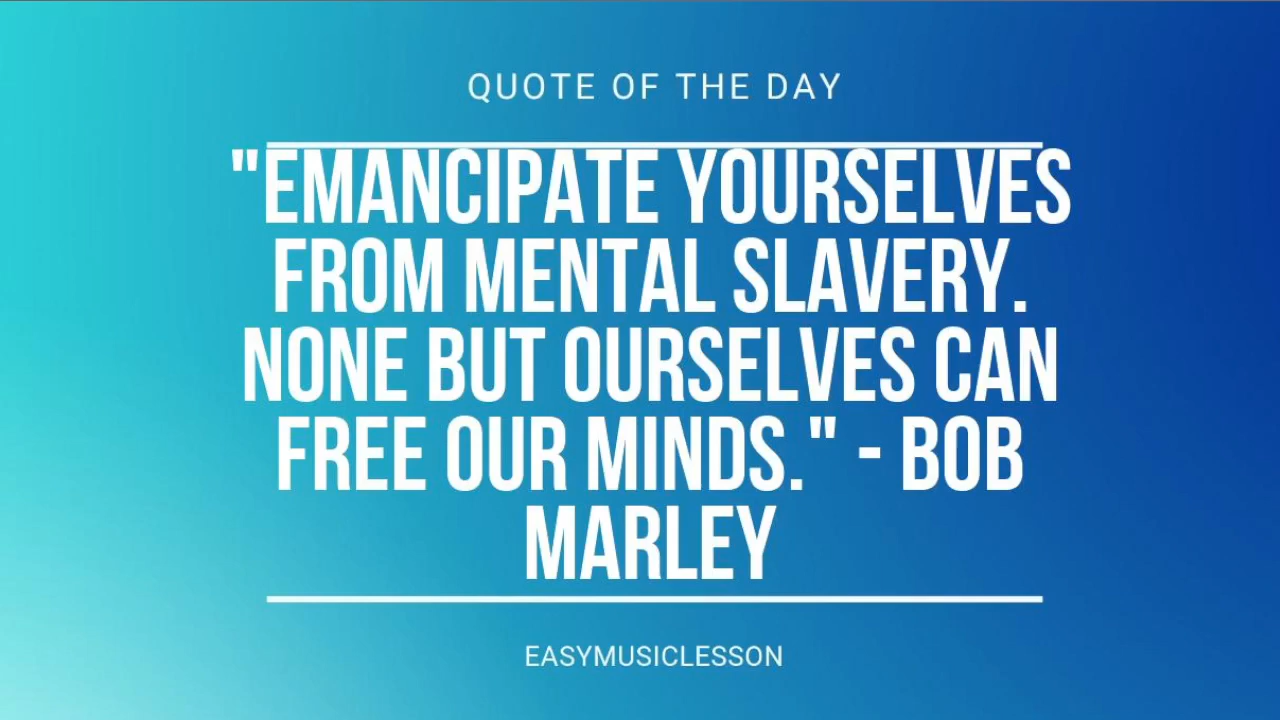 QUOTE OF THE DAY
"EMANCIPATE YOURSELVES
FROM MENTAL SLAVERY.
NONE BUT OURSELVES CAN
FREE OUR MINDS." - BOB
MARLEY
EASYMUSICLESSON